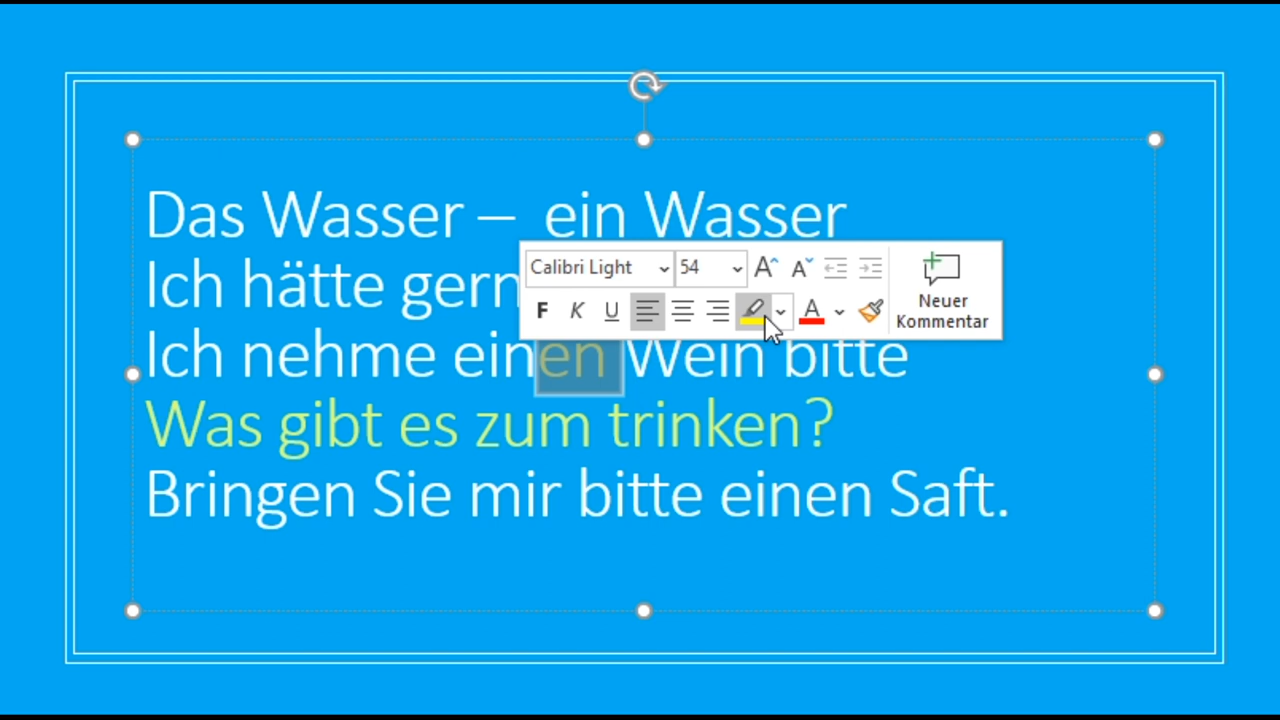 Das Wasser – ein Wasser
Ich hätte gern
Calibri Light 54
F K U A
Neuer
Kommentar
Ich nehme einen Wein bitte
Was gibt es zum trinken?
Bringen Sie mir bitte einen Saft.